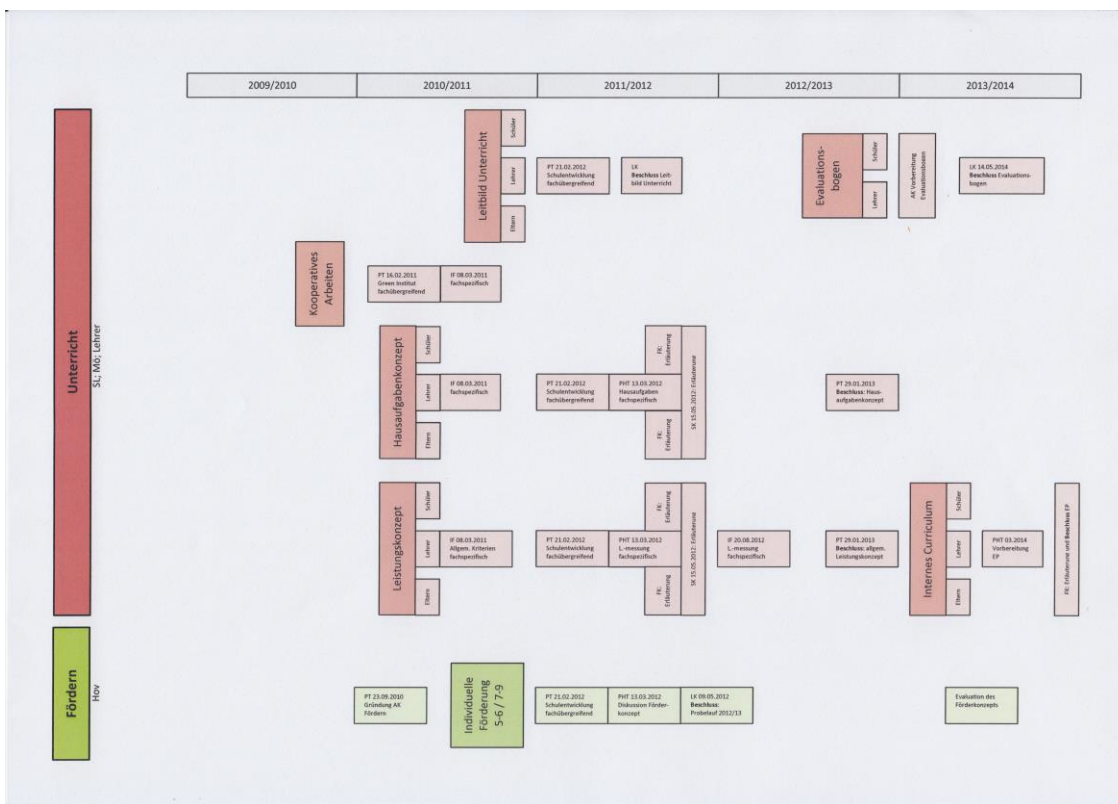 2009/2010
2010/2011
2011/2012
2012/2013
2013/2014
Unterricht
SL; Mö; Lehrer
Leitbild Unterricht
Schüler
Lehrer
Eltern
PT 21.02.2012
Schulentwicklung
fachübergreifend
LK
Beschluss Leit-
bild Unterricht
Evaluations-
bogen
Schüler
Lehrer
AK Vorbereitung
Evaluationsbogen
LK 14.05.2014
Beschluss Evaluations-
bogen
Kooperatives
Arbeiten
PT 16.02.2011
Green Institut
fachübergreifend
IF 08.03.2011
fachspezifisch
Hausaufgabenkonzept
Schüler
Lehrer
Eltern
IF 08.03.2011
fachspezifisch
PT 21.02.2012
Schulentwicklung
fachübergreifend
PHT 13.03.2012
Hausaufgaben
fachspezifisch
FK:
Erläuterung
FK:
Erläuterung
SK 15.05.2012: Erläuterung
PT 29.01.2013
Beschluss: Haus-
aufgabenkonzept
Leistungskonzept
Schüler
Lehrer
Eltern
IF 08.03.2011
Allgem. Kriterien
fachspezifisch
PT 21.02.2012
Schulentwicklung
fachübergreifend
PHT 13.03.2012
L.-messung
fachspezifisch
FK:
Erläuterung
FK:
Erläuterung
SK 15.05.2012: Erläuterung
IF 20.08.2012
L.-messung
fachspezifisch
PT 29.01.2013
Beschluss: allgem.
Leistungskonzept
Internes Curriculum
Schüler
Lehrer
Eltern
PHT 03.2014
Vorbereitung
EP
FK: Erläuterung und Beschluss EP
Fördern
Hov
PT 23.09.2010
Gründung AK
Fördern
Individuelle
Förderung
5-6 / 7-9
PT 21.02.2012
Schulentwicklung
fachübergreifend
PHT 13.03.2012
Diskussion Förder-
konzept
LK 09.05.2012
Beschluss:
Probelauf 2012/13
Evaluation des
Förderkonzepts